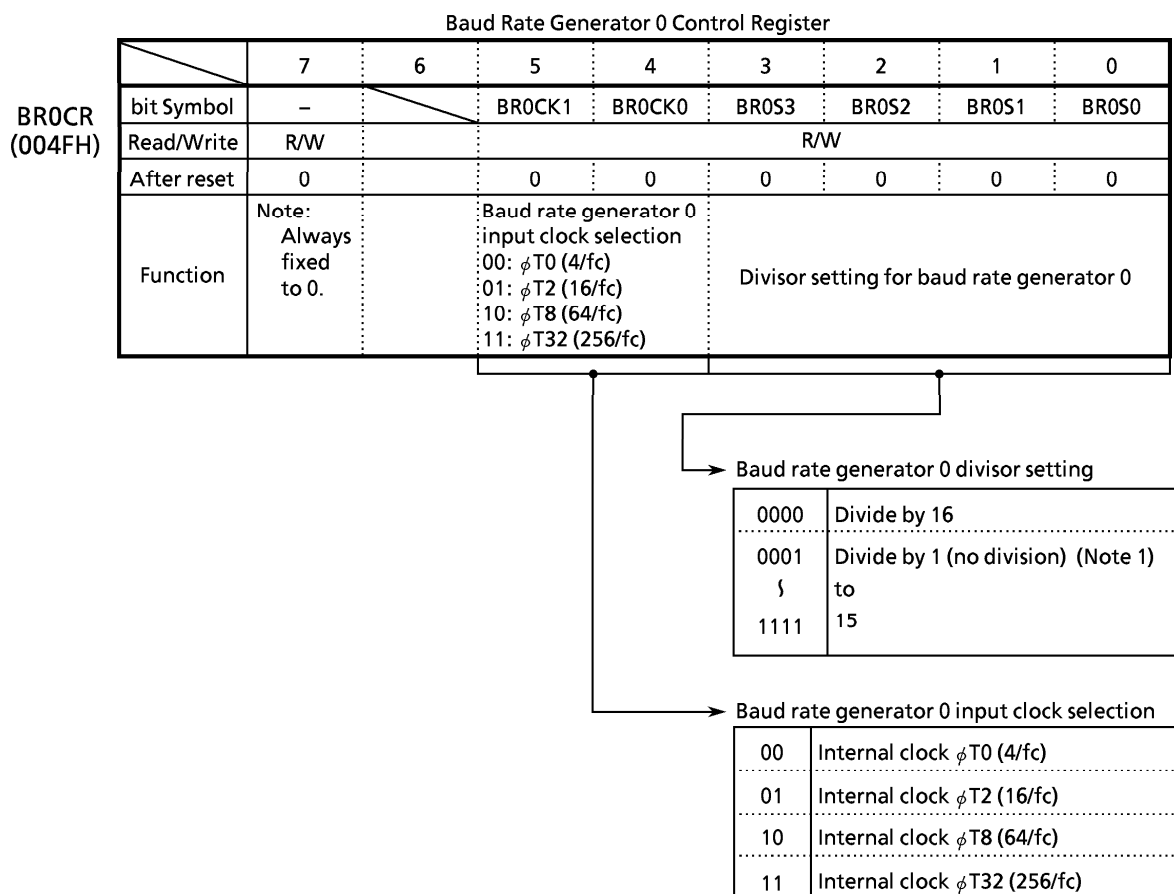 Baud Rate Generator 0 Control Register
7 6 5 4 3 2 1 0
BR0CR
(004FH)
bit Symbol – BR0CK1 BR0CK0 BR0S3 BR0S2 BR0S1 BR0S0
Read/Write R/W R/W
After reset 0 0 0 0 0 0 0
Function
Note:
Always
fixed
to 0.
Baud rate generator 0
input clock selection
00: φT0 (4/fc)
01: φT2 (16/fc)
10: φT8 (64/fc)
11: φT32 (256/fc)
Divisor setting for baud rate generator 0
Baud rate generator 0 divisor setting
0000 Divide by 16
0001 Divide by 1 (no division) (Note 1)
∫ to
1111 15
Baud rate generator 0 input clock selection
00 Internal clock φT0 (4/fc)
01 Internal clock φT2 (16/fc)
10 Internal clock φT8 (64/fc)
11 Internal clock φT32 (256/fc)